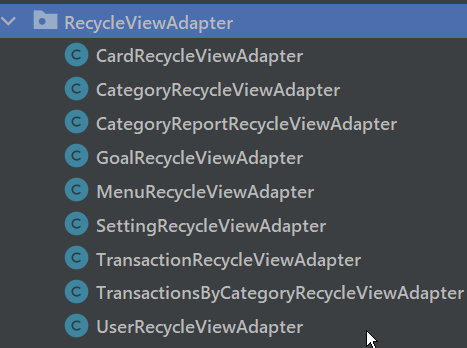 RecycleViewAdapter
C CardRecycleViewAdapter
C CategoryRecycleViewAdapter
C CategoryReportRecycleViewAdapter
C GoalRecycleViewAdapter
C MenuRecycleViewAdapter
C SettingRecycleViewAdapter
C TransactionRecycleViewAdapter
C TransactionsByCategoryRecycleViewAdapter
C UserRecycleViewAdapter